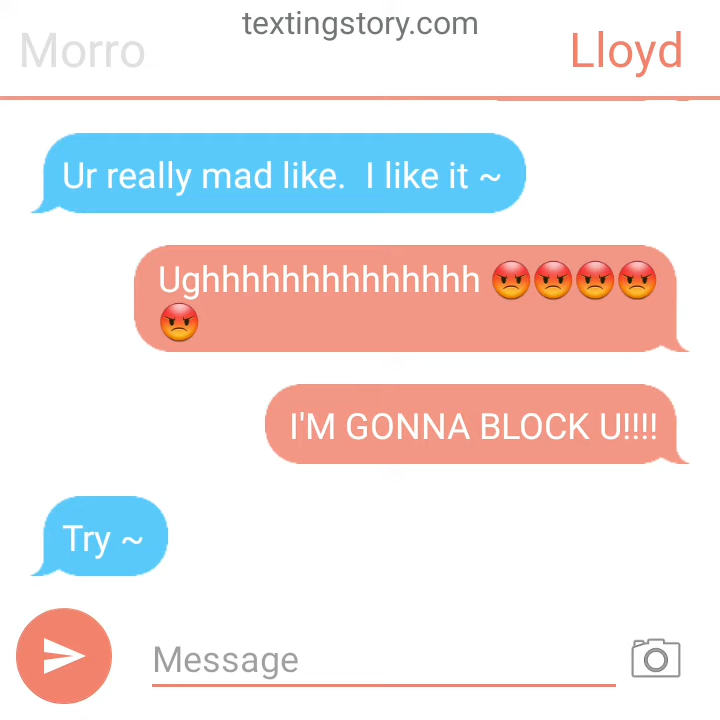 textingstory.com
Morro
Lloyd
Ur really mad like.  I like it ~
Ughhhhhhhhhhhhhh 😡😡😡😡
😡
I'M GONNA BLOCK U!!!!
Try ~
Message